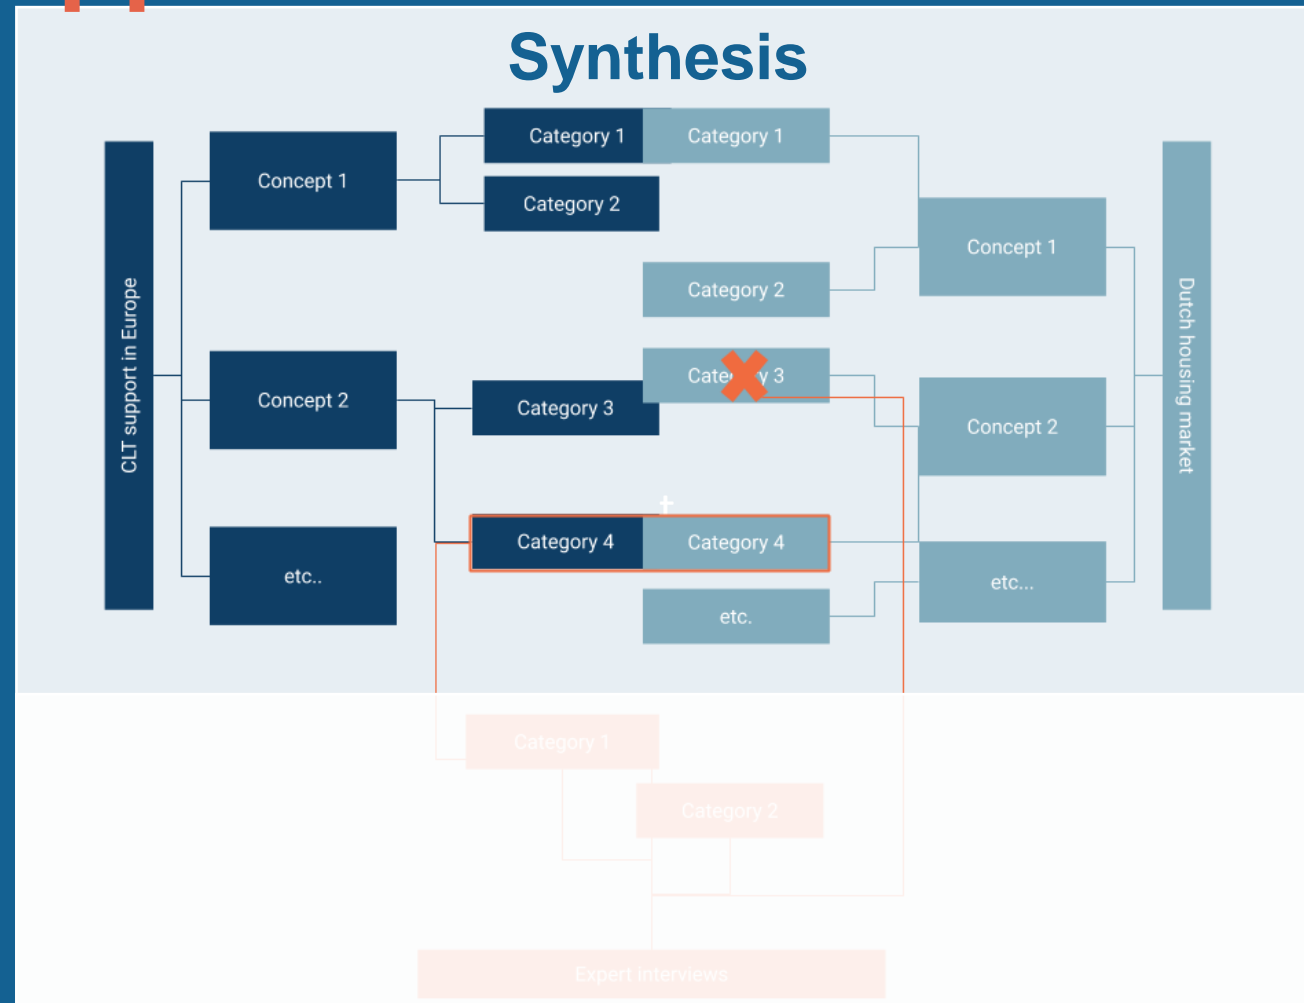 Synthesis
CLT support in Europe
Concept 1
Category 1
Category 2
Concept 2
Category 3
Category 4
etc..
Category 1
Category 2
Category 3
Category 4
etc.
Concept 1
Concept 2
etc...
Dutch housing market
Category 1
Category 2
Expert interviews